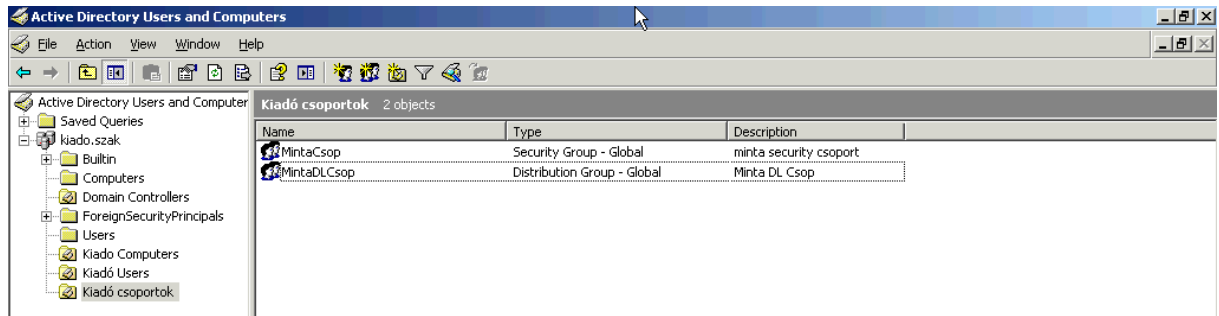 Active Directory Users and Computers
File Action View Window Help
Active Directory Users and Computer
Saved Queries
kiado.szak
Builtin
Computers
Domain Controllers
ForeignSecurityPrincipals
Users
Kiado Computers
Kiadó Users
Kiadó csoportok
Kiadó csoportok 2 objects
Name Type Description
MintaCsop Security Group - Global minta security csoport
MintaDLCsop Distribution Group - Global Minta DL Csop